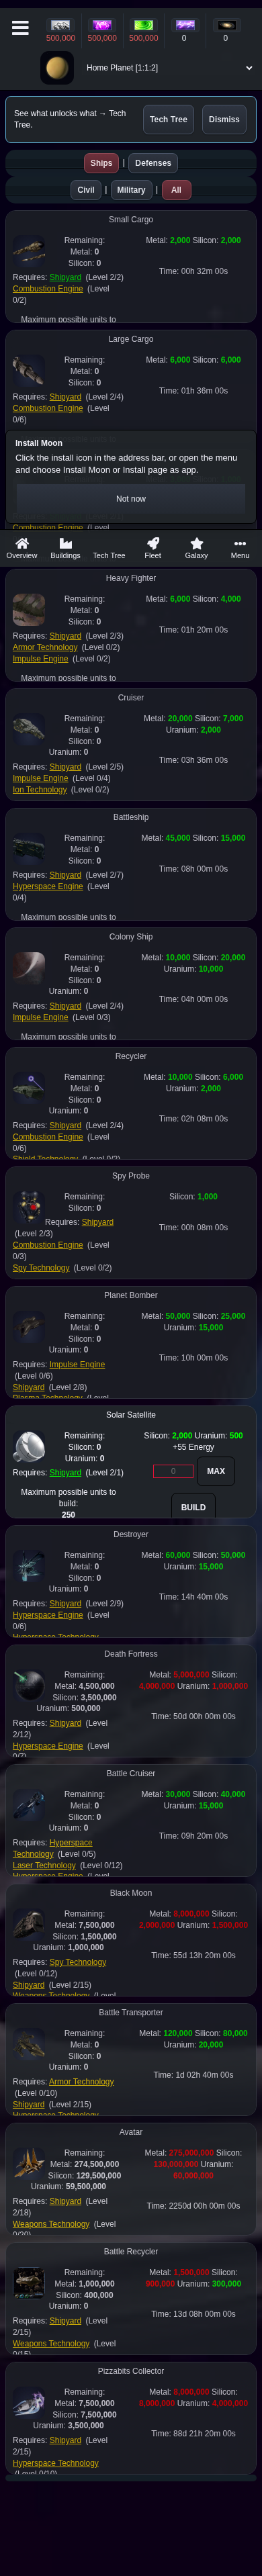 500,000
500,000
500,000
0
0
Home Planet [1:1:2]
See what unlocks what → Tech
Tree.
Tech Tree
Dismiss
Ships | Defenses
Civil | Military | All
Small Cargo
Remaining:
Metal: 0
Silicon: 0
Requires: Shipyard (Level 2/2)
Combustion Engine (Level
0/2)
Maximum possible units to
Metal: 2,000 Silicon: 2,000
Time: 00h 32m 00s
Large Cargo
Remaining:
Metal: 0
Silicon: 0
Requires: Shipyard (Level 2/4)
Combustion Engine (Level
0/6)
Metal: 6,000 Silicon: 6,000
Time: 01h 36m 00s
Install Moon
Click the install icon in the address bar, or open the menu
and choose Install Moon or Install page as app.
Not now
Combustion Engine (Level
Overview
Buildings
Tech Tree
Fleet
Galaxy
Menu
Heavy Fighter
Remaining:
Metal: 0
Silicon: 0
Requires: Shipyard (Level 2/3)
Armor Technology (Level 0/2)
Impulse Engine (Level 0/2)
Maximum possible units to
Metal: 6,000 Silicon: 4,000
Time: 01h 20m 00s
Cruiser
Remaining:
Metal: 0
Silicon: 0
Uranium: 0
Requires: Shipyard (Level 2/5)
Impulse Engine (Level 0/4)
Ion Technology (Level 0/2)
Metal: 20,000 Silicon: 7,000
Uranium: 2,000
Time: 03h 36m 00s
Battleship
Remaining:
Metal: 0
Silicon: 0
Requires: Shipyard (Level 2/7)
Hyperspace Engine (Level
0/4)
Maximum possible units to
Metal: 45,000 Silicon: 15,000
Time: 08h 00m 00s
Colony Ship
Remaining:
Metal: 0
Silicon: 0
Uranium: 0
Requires: Shipyard (Level 2/4)
Impulse Engine (Level 0/3)
Maximum possible units to
Metal: 10,000 Silicon: 20,000
Uranium: 10,000
Time: 04h 00m 00s
Recycler
Remaining:
Metal: 0
Silicon: 0
Uranium: 0
Requires: Shipyard (Level 2/4)
Combustion Engine (Level
0/6)
Shield Technology (Level 0/2)
Metal: 10,000 Silicon: 6,000
Uranium: 2,000
Time: 02h 08m 00s
Spy Probe
Remaining:
Silicon: 0
Requires: Shipyard
(Level 2/3)
Combustion Engine (Level
0/3)
Spy Technology (Level 0/2)
Silicon: 1,000
Time: 00h 08m 00s
Planet Bomber
Remaining:
Metal: 0
Silicon: 0
Uranium: 0
Requires: Impulse Engine
(Level 0/6)
Shipyard (Level 2/8)
Plasma Technology (Level
Metal: 50,000 Silicon: 25,000
Uranium: 15,000
Time: 10h 00m 00s
Solar Satellite
Remaining:
Silicon: 0
Uranium: 0
Requires: Shipyard (Level 2/1)
Maximum possible units to
build:
250
Silicon: 2,000 Uranium: 500
+55 Energy
0
MAX
BUILD
Destroyer
Remaining:
Metal: 0
Silicon: 0
Uranium: 0
Requires: Shipyard (Level 2/9)
Hyperspace Engine (Level
0/6)
Hyperspace Technology
Metal: 60,000 Silicon: 50,000
Uranium: 15,000
Time: 14h 40m 00s
Death Fortress
Remaining:
Metal: 4,500,000
Silicon: 3,500,000
Uranium: 500,000
Requires: Shipyard (Level
2/12)
Hyperspace Engine (Level
0/7)
Metal: 5,000,000 Silicon:
4,000,000 Uranium: 1,000,000
Time: 50d 00h 00m 00s
Battle Cruiser
Remaining:
Metal: 0
Silicon: 0
Uranium: 0
Requires: Hyperspace
Technology (Level 0/5)
Laser Technology (Level 0/12)
Hyperspace Engine (Level
Metal: 30,000 Silicon: 40,000
Uranium: 15,000
Time: 09h 20m 00s
Black Moon
Remaining:
Metal: 7,500,000
Silicon: 1,500,000
Uranium: 1,000,000
Requires: Spy Technology
(Level 0/12)
Shipyard (Level 2/15)
Weapons Technology (Level
Metal: 8,000,000 Silicon:
2,000,000 Uranium: 1,500,000
Time: 55d 13h 20m 00s
Battle Transporter
Remaining:
Metal: 0
Silicon: 0
Uranium: 0
Requires: Armor Technology
(Level 0/10)
Shipyard (Level 2/15)
Hyperspace Technology
Metal: 120,000 Silicon: 80,000
Uranium: 20,000
Time: 1d 02h 40m 00s
Avatar
Remaining:
Metal: 274,500,000
Silicon: 129,500,000
Uranium: 59,500,000
Requires: Shipyard (Level
2/18)
Weapons Technology (Level
0/20)
Metal: 275,000,000 Silicon:
130,000,000 Uranium:
60,000,000
Time: 2250d 00h 00m 00s
Battle Recycler
Remaining:
Metal: 1,000,000
Silicon: 400,000
Uranium: 0
Requires: Shipyard (Level
2/15)
Weapons Technology (Level
0/15)
Metal: 1,500,000 Silicon:
900,000 Uranium: 300,000
Time: 13d 08h 00m 00s
Pizzabits Collector
Remaining:
Metal: 7,500,000
Silicon: 7,500,000
Uranium: 3,500,000
Requires: Shipyard (Level
2/15)
Hyperspace Technology
(Level 0/10)
Metal: 8,000,000 Silicon:
8,000,000 Uranium: 4,000,000
Time: 88d 21h 20m 00s